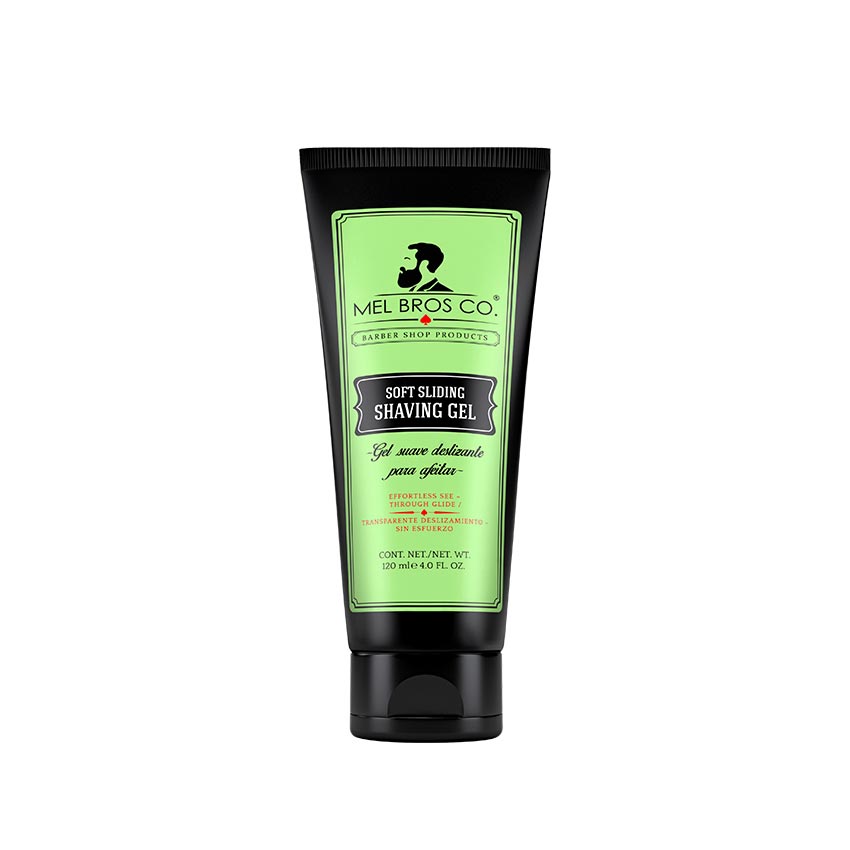 MEL BROS CO.®
BARBER SHOP PRODUCTS
SOFT SLIDING
SHAVING GEL
-Gel suave deslizante
para afeitar-
EFFORTLESS SEE -
THROUGH GLIDE /
TRANSPARENTE DESLIZAMIENTO -
SIN ESFUERZO
CONT. NET./NET. WT.
120 ml e 4.0 FL. OZ.